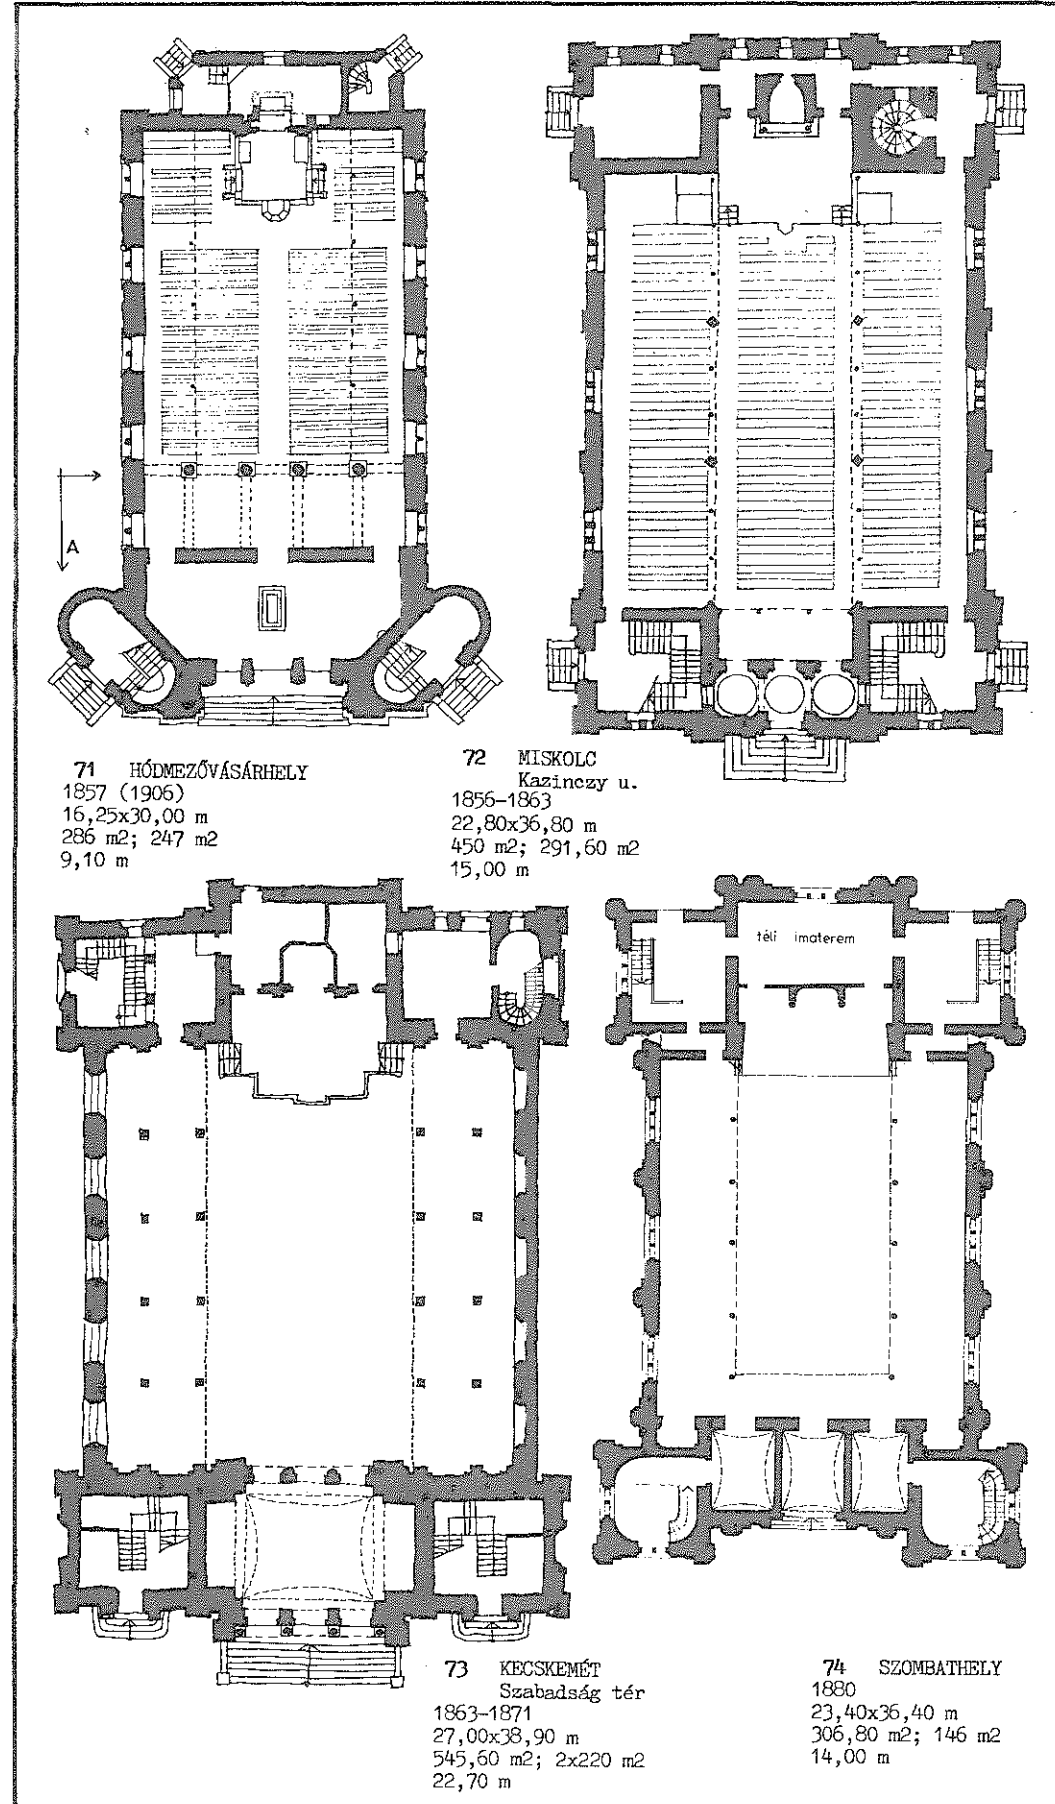 A
71 HÓDMEZŐVÁSÁRHELY
1857 (1906)
16,25x30,00 m
286 m2; 247 m2
9,10 m
72 MISKOLC
Kazinczy u.
1856-1863
22,80x36,80 m
450 m2; 291,60 m2
15,00 m
téli imaterem
73 KECSKEMÉT
Szabadság tér
1863-1871
27,00x38,90 m
545,60 m2; 2x220 m2
22,70 m
74 SZOMBATHELY
1880
23,40x36,40 m
306,80 m2; 146 m2
14,00 m